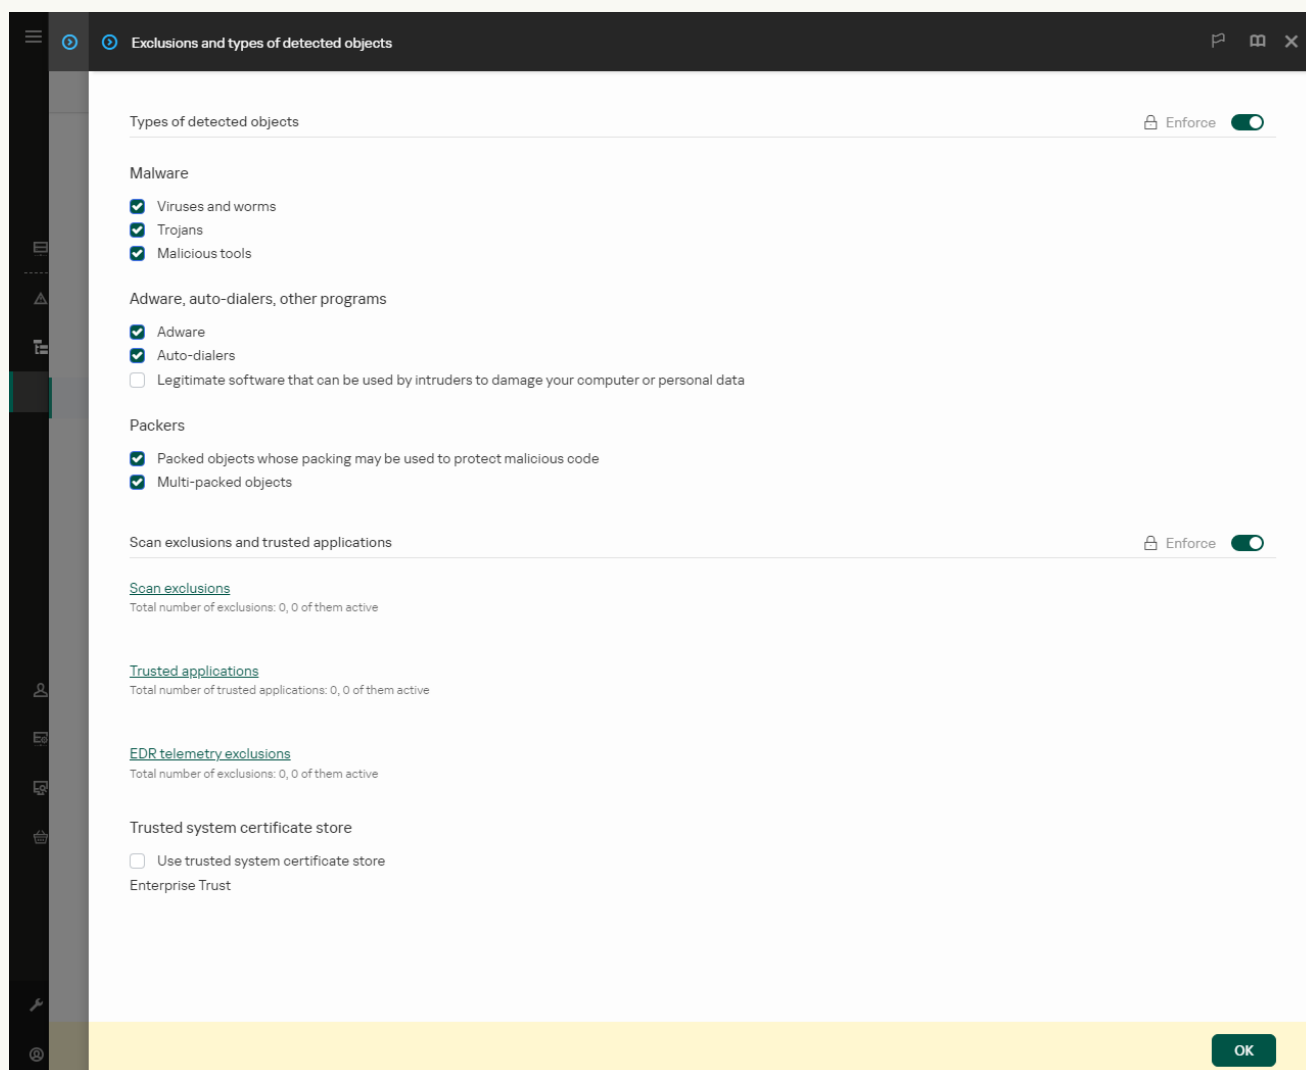 Exclusions and types of detected objects
Types of detected objects
Enforce
Malware
Viruses and worms
Trojans
Malicious tools
Adware, auto-dialers, other programs
Adware
Auto-dialers
Legitimate software that can be used by intruders to damage your computer or personal data
Packers
Packed objects whose packing may be used to protect malicious code
Multi-packed objects
Scan exclusions and trusted applications
Enforce
Scan exclusions
Total number of exclusions: 0, 0 of them active
Trusted applications
Total number of trusted applications: 0, 0 of them active
EDR telemetry exclusions
Total number of exclusions: 0, 0 of them active
Trusted system certificate store
Use trusted system certificate store
Enterprise Trust
OK